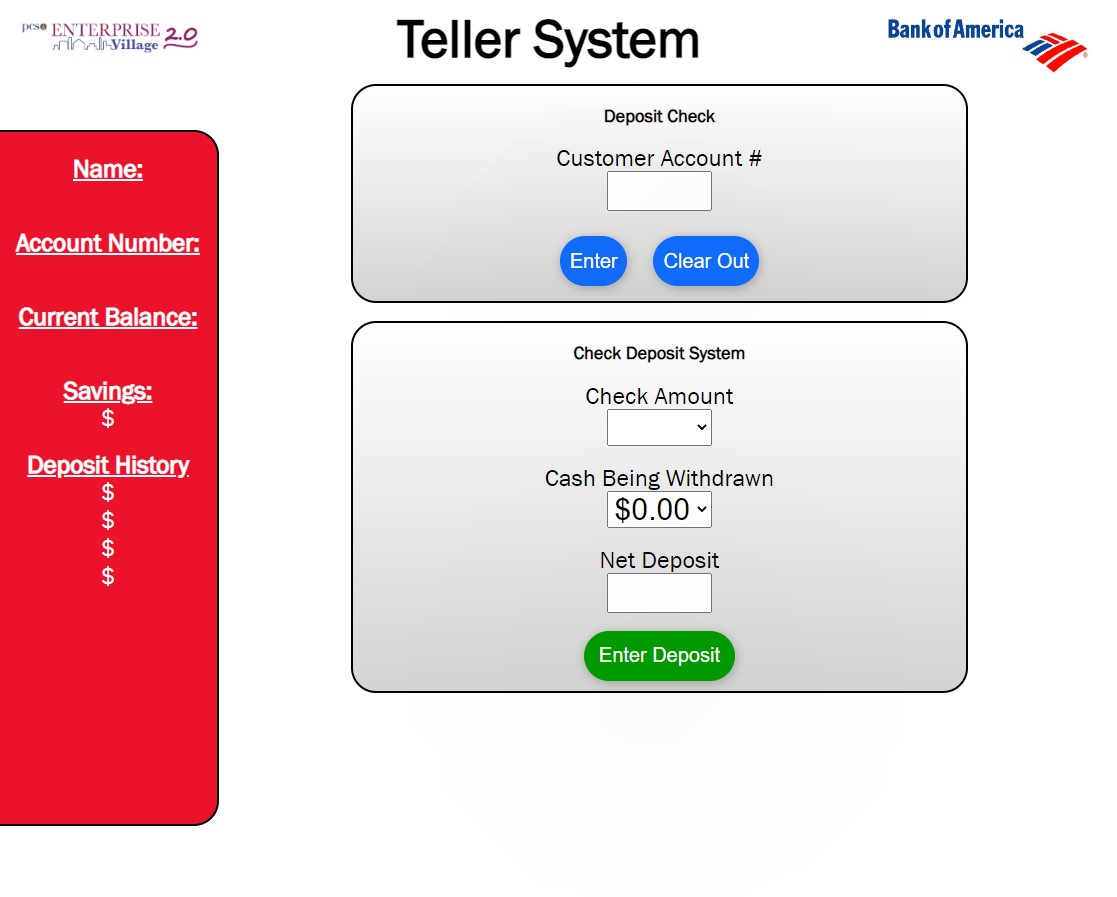 pcs ENTERPRISE
Village 2.0
Teller System
Bank of America
Name:
Account Number:
Current Balance:
Savings:
$
Deposit History
$
$
$
$
Deposit Check
Customer Account #
Enter Clear Out
Check Deposit System
Check Amount
Cash Being Withdrawn
$0.00
Net Deposit
Enter Deposit